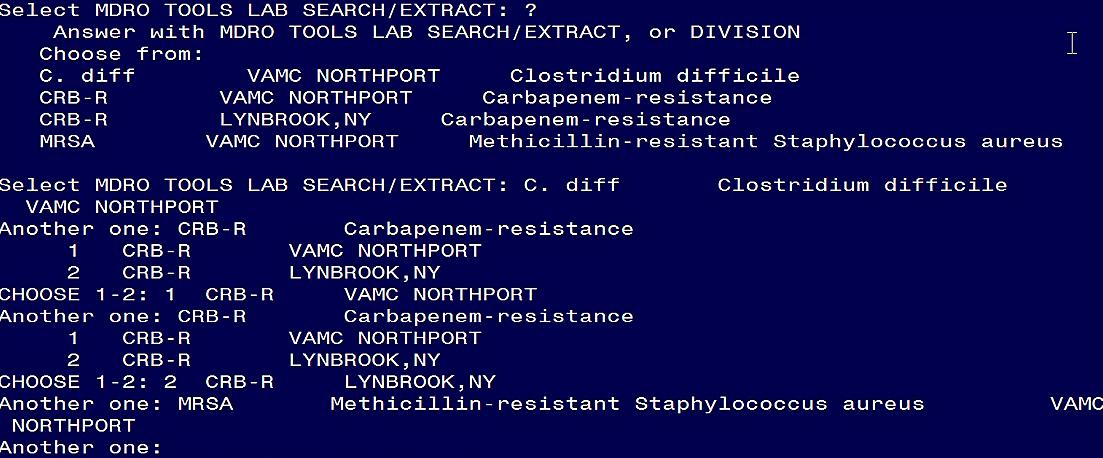 Select MDRO TOOLS LAB SEARCH/EXTRACT: ?
Answer with MDRO TOOLS LAB SEARCH/EXTRACT, or DIVISION
Choose from:
C. diff VAMC NORTHPORT Clostridium difficile
CRB-R VAMC NORTHPORT Carbapenem-resistance
CRB-R LYNBROOK,NY Carbapenem-resistance
MRSA VAMC NORTHPORT Methicillin-resistant Staphylococcus aureus
Select MDRO TOOLS LAB SEARCH/EXTRACT: C. diff Clostridium difficile
VAMC NORTHPORT
Another one: CRB-R Carbapenem-resistance
1 CRB-R VAMC NORTHPORT
2 CRB-R LYNBROOK,NY
CHOOSE 1-2: 1 CRB-R VAMC NORTHPORT
Another one: CRB-R Carbapenem-resistance
1 CRB-R VAMC NORTHPORT
2 CRB-R LYNBROOK,NY
CHOOSE 1-2: 2 CRB-R LYNBROOK,NY
Another one: MRSA Methicillin-resistant Staphylococcus aureus VAMC
NORTHPORT
Another one: